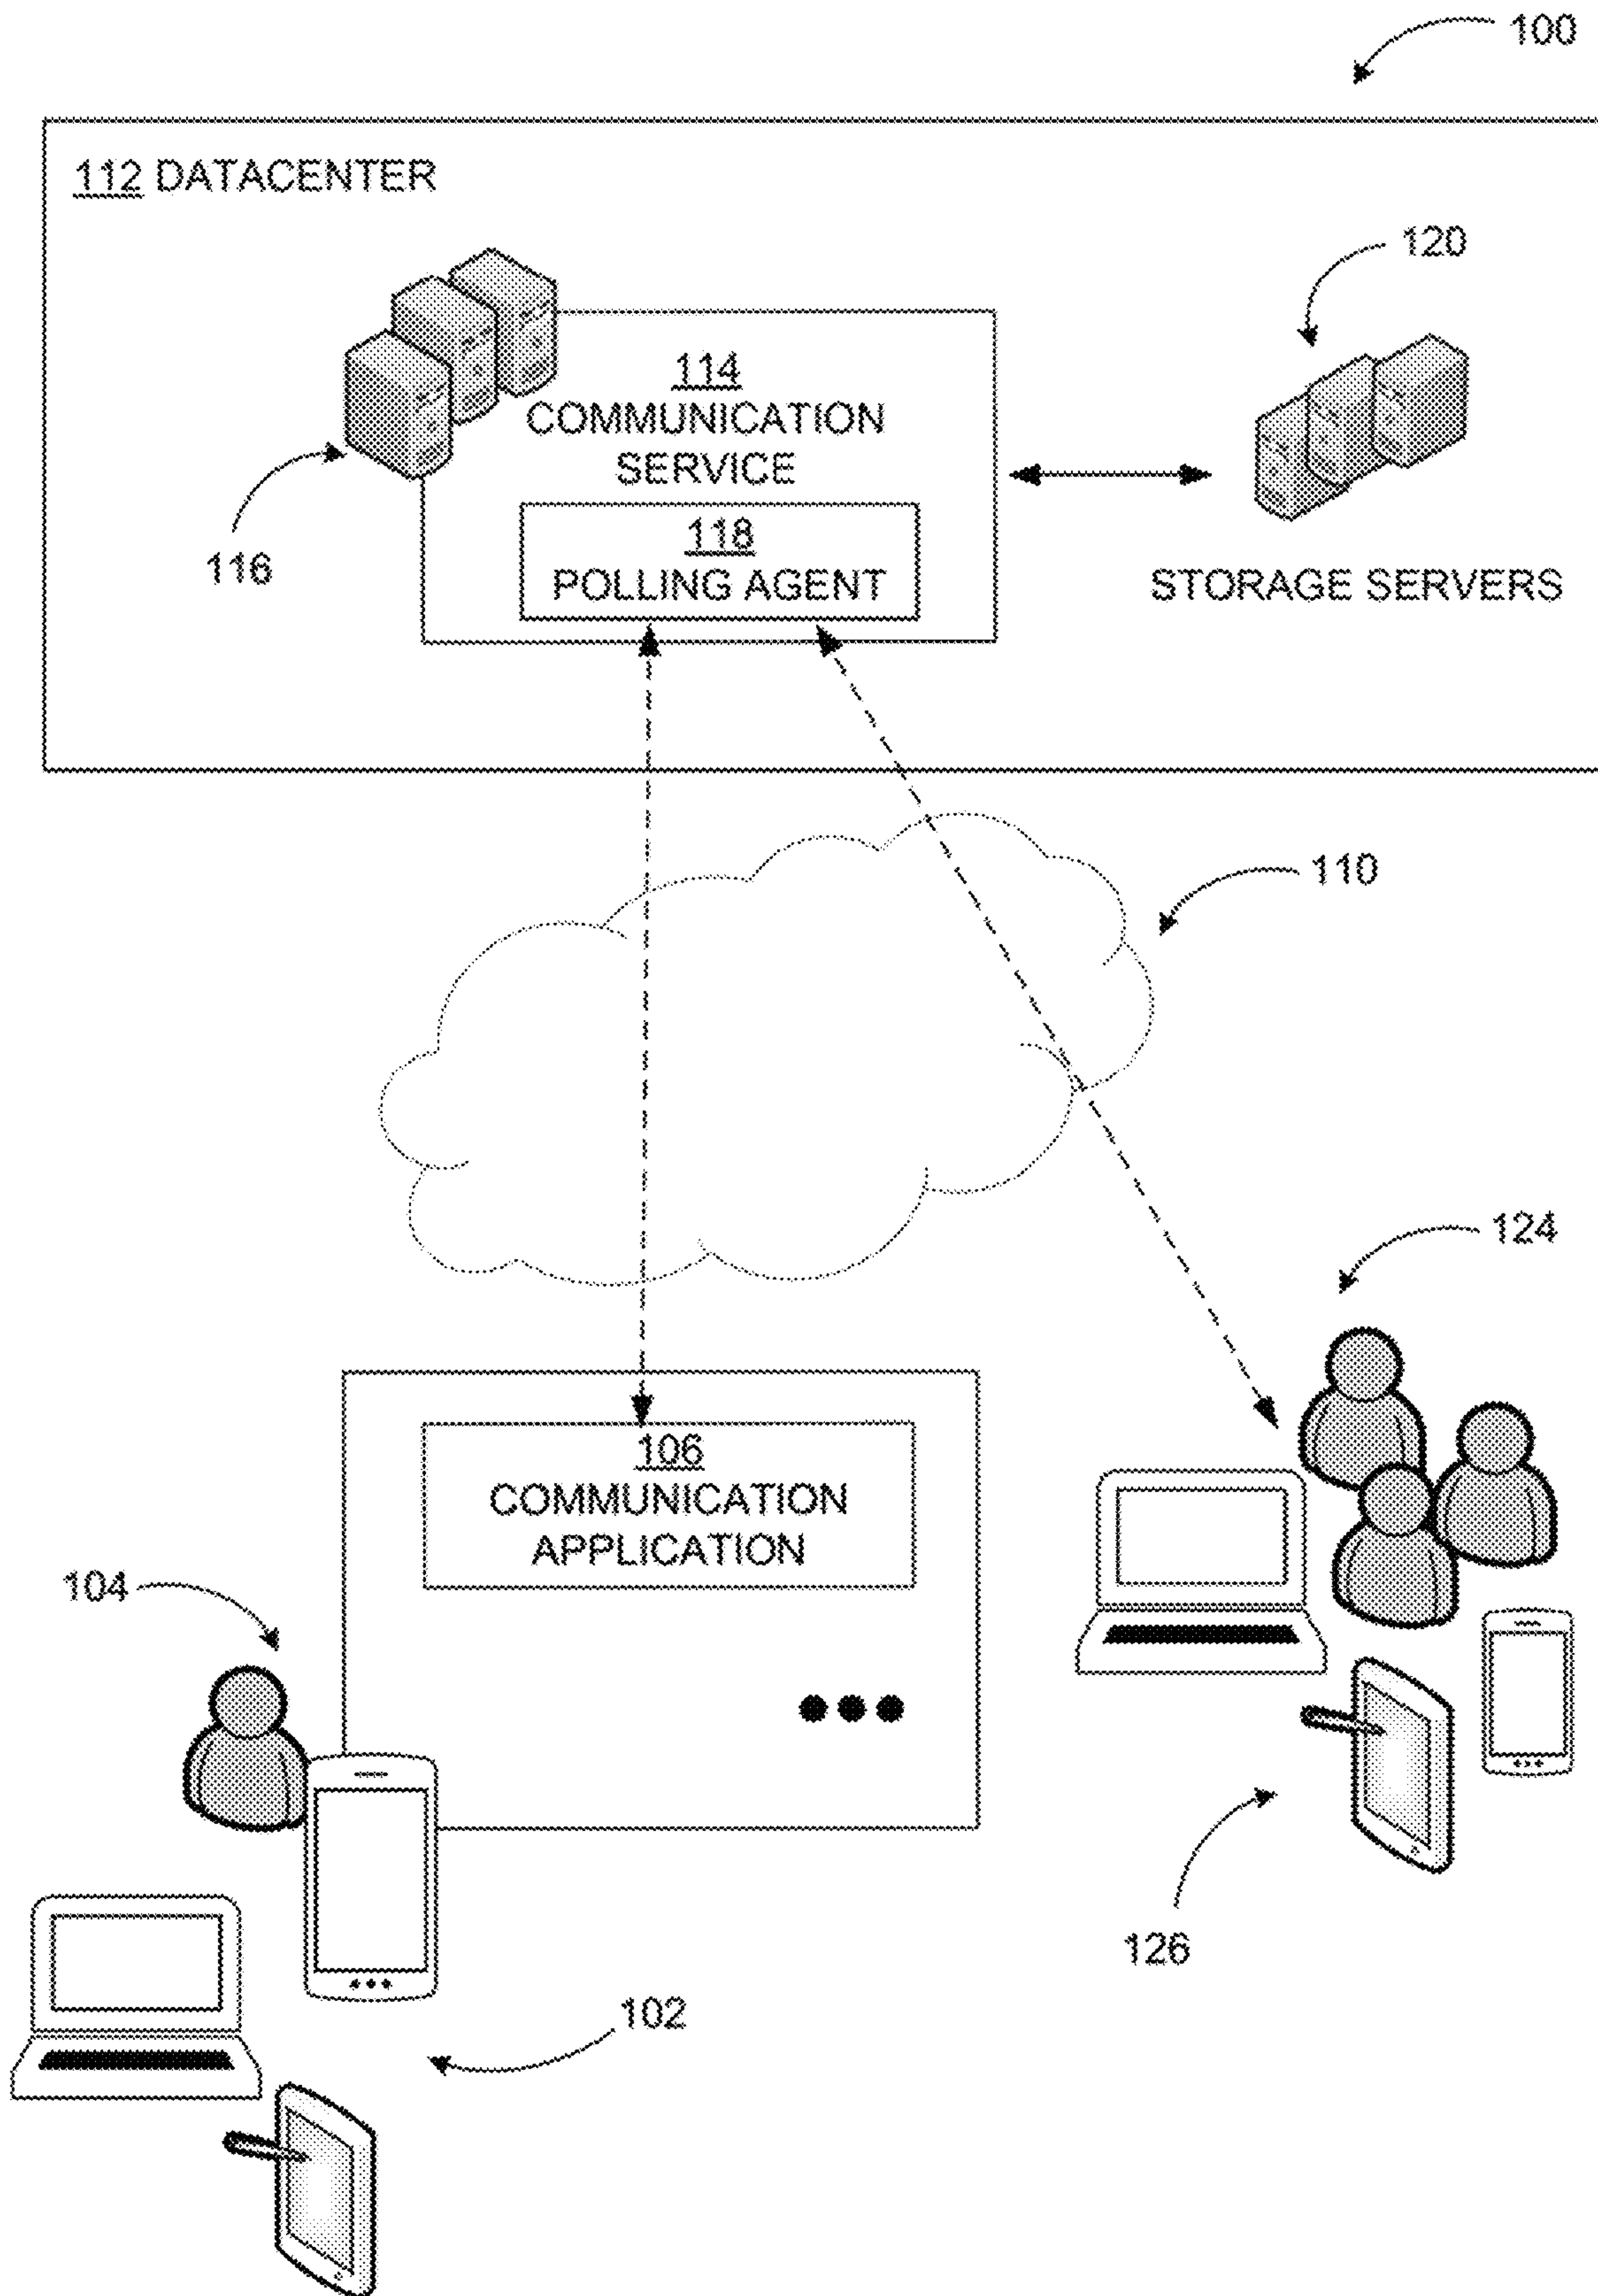 100
112 DATACENTER
120
114
COMMUNICATION
SERVICE
116
118
POLLING AGENT
STORAGE SERVERS
110
124
106
COMMUNICATION
APPLICATION
104
126
102